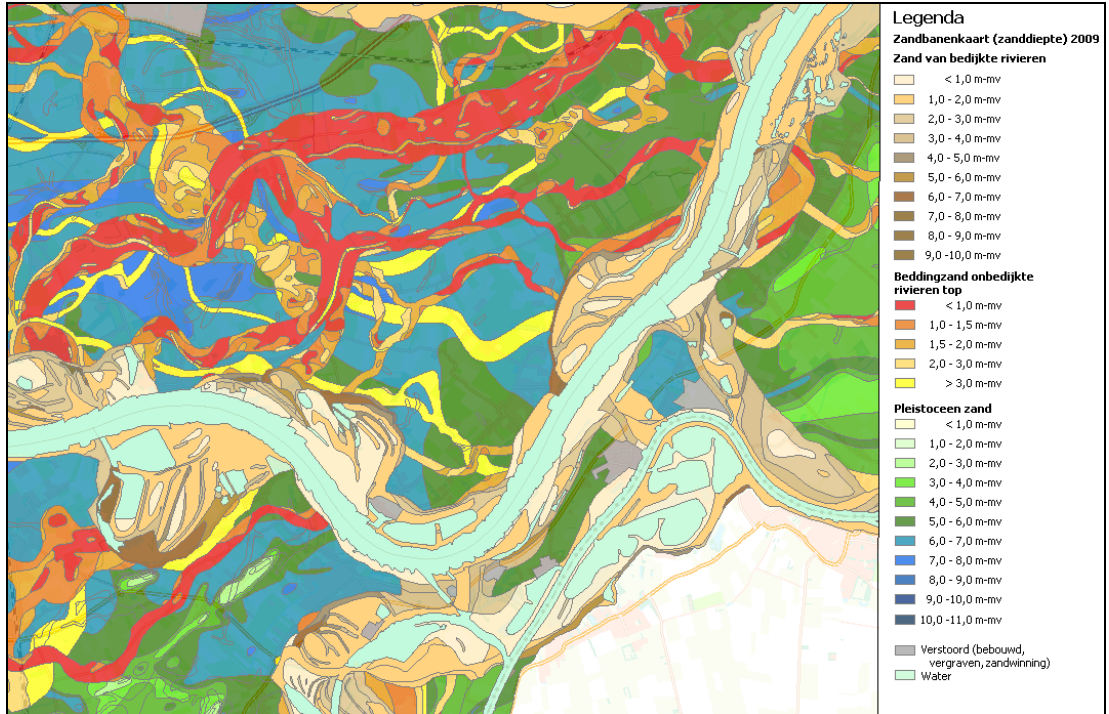 Legenda
Zandbanenkaart (zanddiepte) 2009
Zand van bedijkte rivieren
< 1,0 m-mv
1,0 - 2,0 m-mv
2,0 - 3,0 m-mv
3,0 - 4,0 m-mv
4,0 - 5,0 m-mv
5,0 - 6,0 m-mv
6,0 - 7,0 m-mv
7,0 - 8,0 m-mv
8,0 - 9,0 m-mv
9,0 -10,0 m-mv
Beddingzand onbedijkte
rivieren top
< 1,0 m-mv
1,0 - 1,5 m-mv
1,5 - 2,0 m-mv
2,0 - 3,0 m-mv
> 3,0 m-mv
Pleistoceen zand
< 1,0 m-mv
1,0 - 2,0 m-mv
2,0 - 3,0 m-mv
3,0 - 4,0 m-mv
4,0 - 5,0 m-mv
5,0 - 6,0 m-mv
6,0 - 7,0 m-mv
7,0 - 8,0 m-mv
8,0 - 9,0 m-mv
9,0 -10,0 m-mv
10,0 -11,0 m-mv
Verstoord (bebouwd,
vergraven, zandwinning)
Water